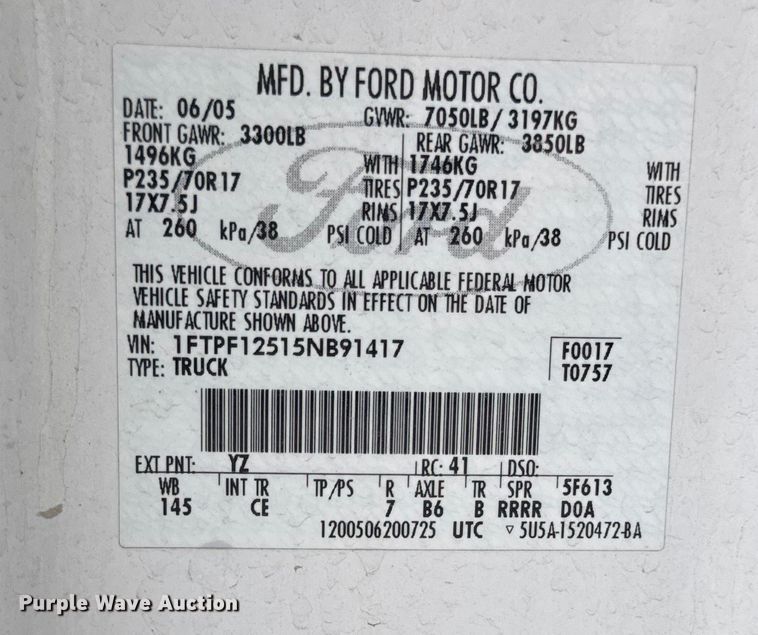 MFD. BY FORD MOTOR CO.
DATE: 06/05 GVWR: 7050LB/ 3197KG
FRONT GAWR: 3300LB REAR GAWR: 3850LB
1496KG WITH 1746KG WITH
P235/70R17 TIRES P235/70R17 TIRES
17X7.5J RIMS 17X7.5J RIMS
AT 260 kPa/38 PSI COLD AT 260 kPa/38 PSI COLD
Ford
THIS VEHICLE CONFORMS TO ALL APPLICABLE FEDERAL MOTOR
VEHICLE SAFETY STANDARDS IN EFFECT ON THE DATE OF
MANUFACTURE SHOWN ABOVE.
VIN: 1FTPF12515NB91417 F0017
TYPE: TRUCK T0757
EXT PNT: YZ RC: 41 DSO:
WB INT TR TP/PS R AXLE TR SPR 5F613
145 CE 7 B6 B RRRR DOA
1200506200725 UTC ▿ 5U5A-1520472-BA
Purple Wave Auction